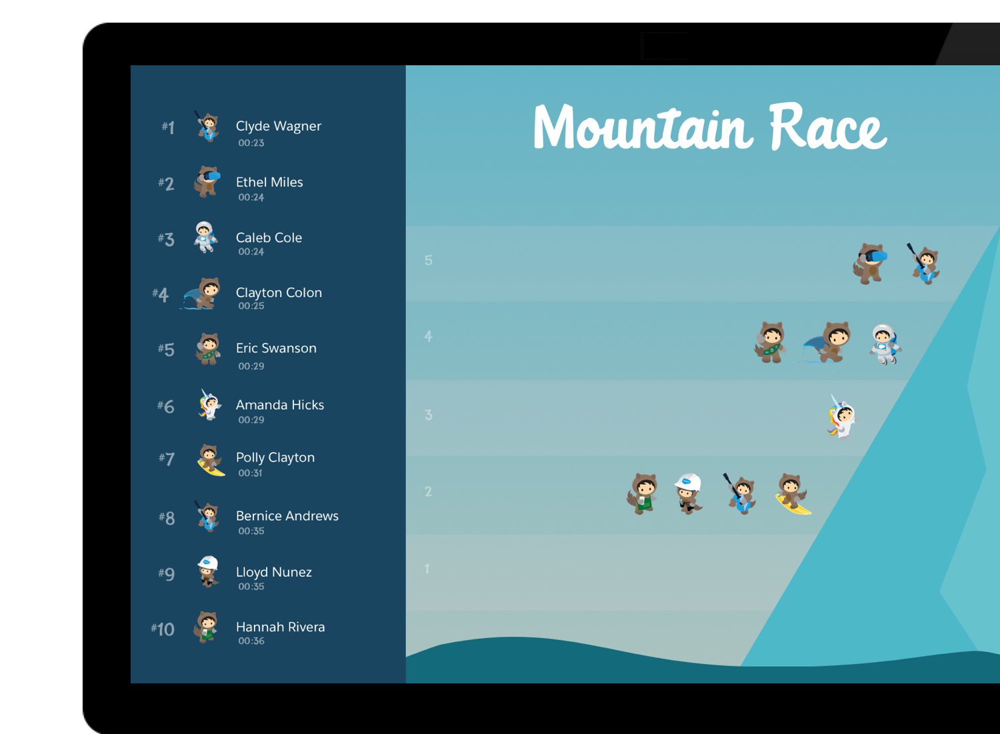 Mountain Race
#1 Clyde Wagner
00:23
#2 Ethel Miles
00:24
#3 Caleb Cole
00:24
#4 Clayton Colon
00:25
#5 Eric Swanson
00:29
#6 Amanda Hicks
00:29
#7 Polly Clayton
00:31
#8 Bernice Andrews
00:35
#9 Lloyd Nunez
00:35
#10 Hannah Rivera
00:36
5
4
3
2
1